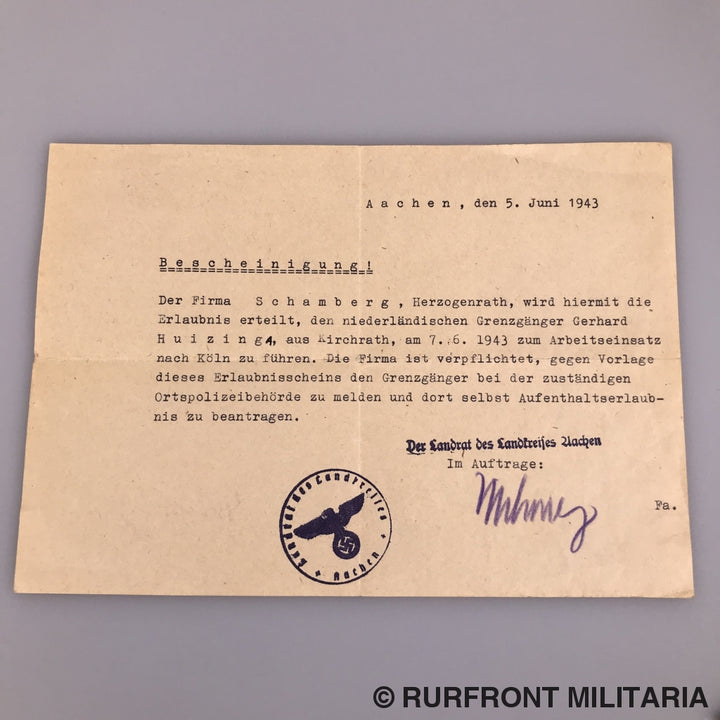 A a c h e n , den 5. Juni 1943
B e s c h e i n i g u n g !
Der Firma S c h a m b e r g , Herzogenrath, wird hiermit die
Erlaubnis erteilt, den niederländischen Grenzgänger Gerhard
H u i z i n g a, aus Kirchrath, am 7.6. 1943 zum Arbeitseinsatz
nach Köln zu führen. Die Firma ist verpflichtet, gegen Vorlage
dieses Erlaubnisscheins den Grenzgänger bei der zuständigen
Ortspolizeibehörde zu melden und dort selbst Aufenthaltserlaub-
nis zu beantragen.
Der Landrat des Landkreises Aachen
Im Auftrage:
Fa.
Landrat des Landkreises
Aachen
© RURFRONT MILITARIA